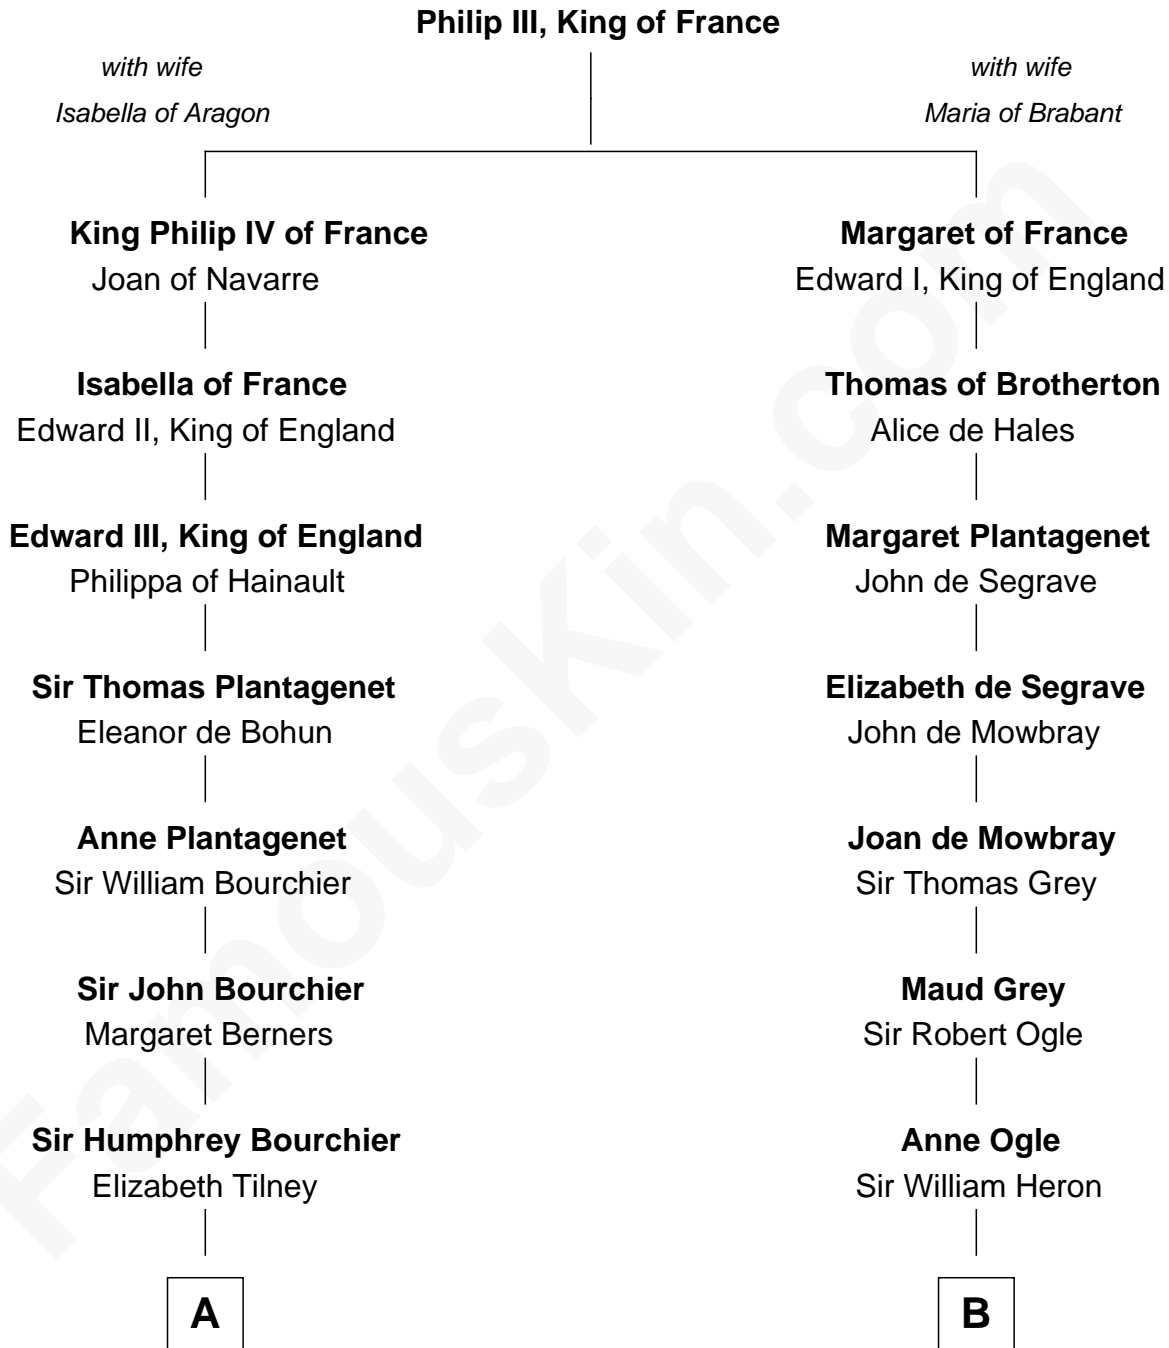 Philip III, King of France
with wife
Isabella of Aragon
with wife
Maria of Brabant
King Philip IV of France
Joan of Navarre
Margaret of France
Edward I, King of England
Isabella of France
Edward II, King of England
Thomas of Brotherton
Alice de Hales
Edward III, King of England
Philippa of Hainault
Margaret Plantagenet
John de Segrave
Sir Thomas Plantagenet
Eleanor de Bohun
Elizabeth de Segrave
John de Mowbray
Anne Plantagenet
Sir William Bourchier
Joan de Mowbray
Sir Thomas Grey
Sir John Bourchier
Margaret Berners
Maud Grey
Sir Robert Ogle
Sir Humphrey Bourchier
Elizabeth Tilney
Anne Ogle
Sir William Heron
A
B
FamousKin.com